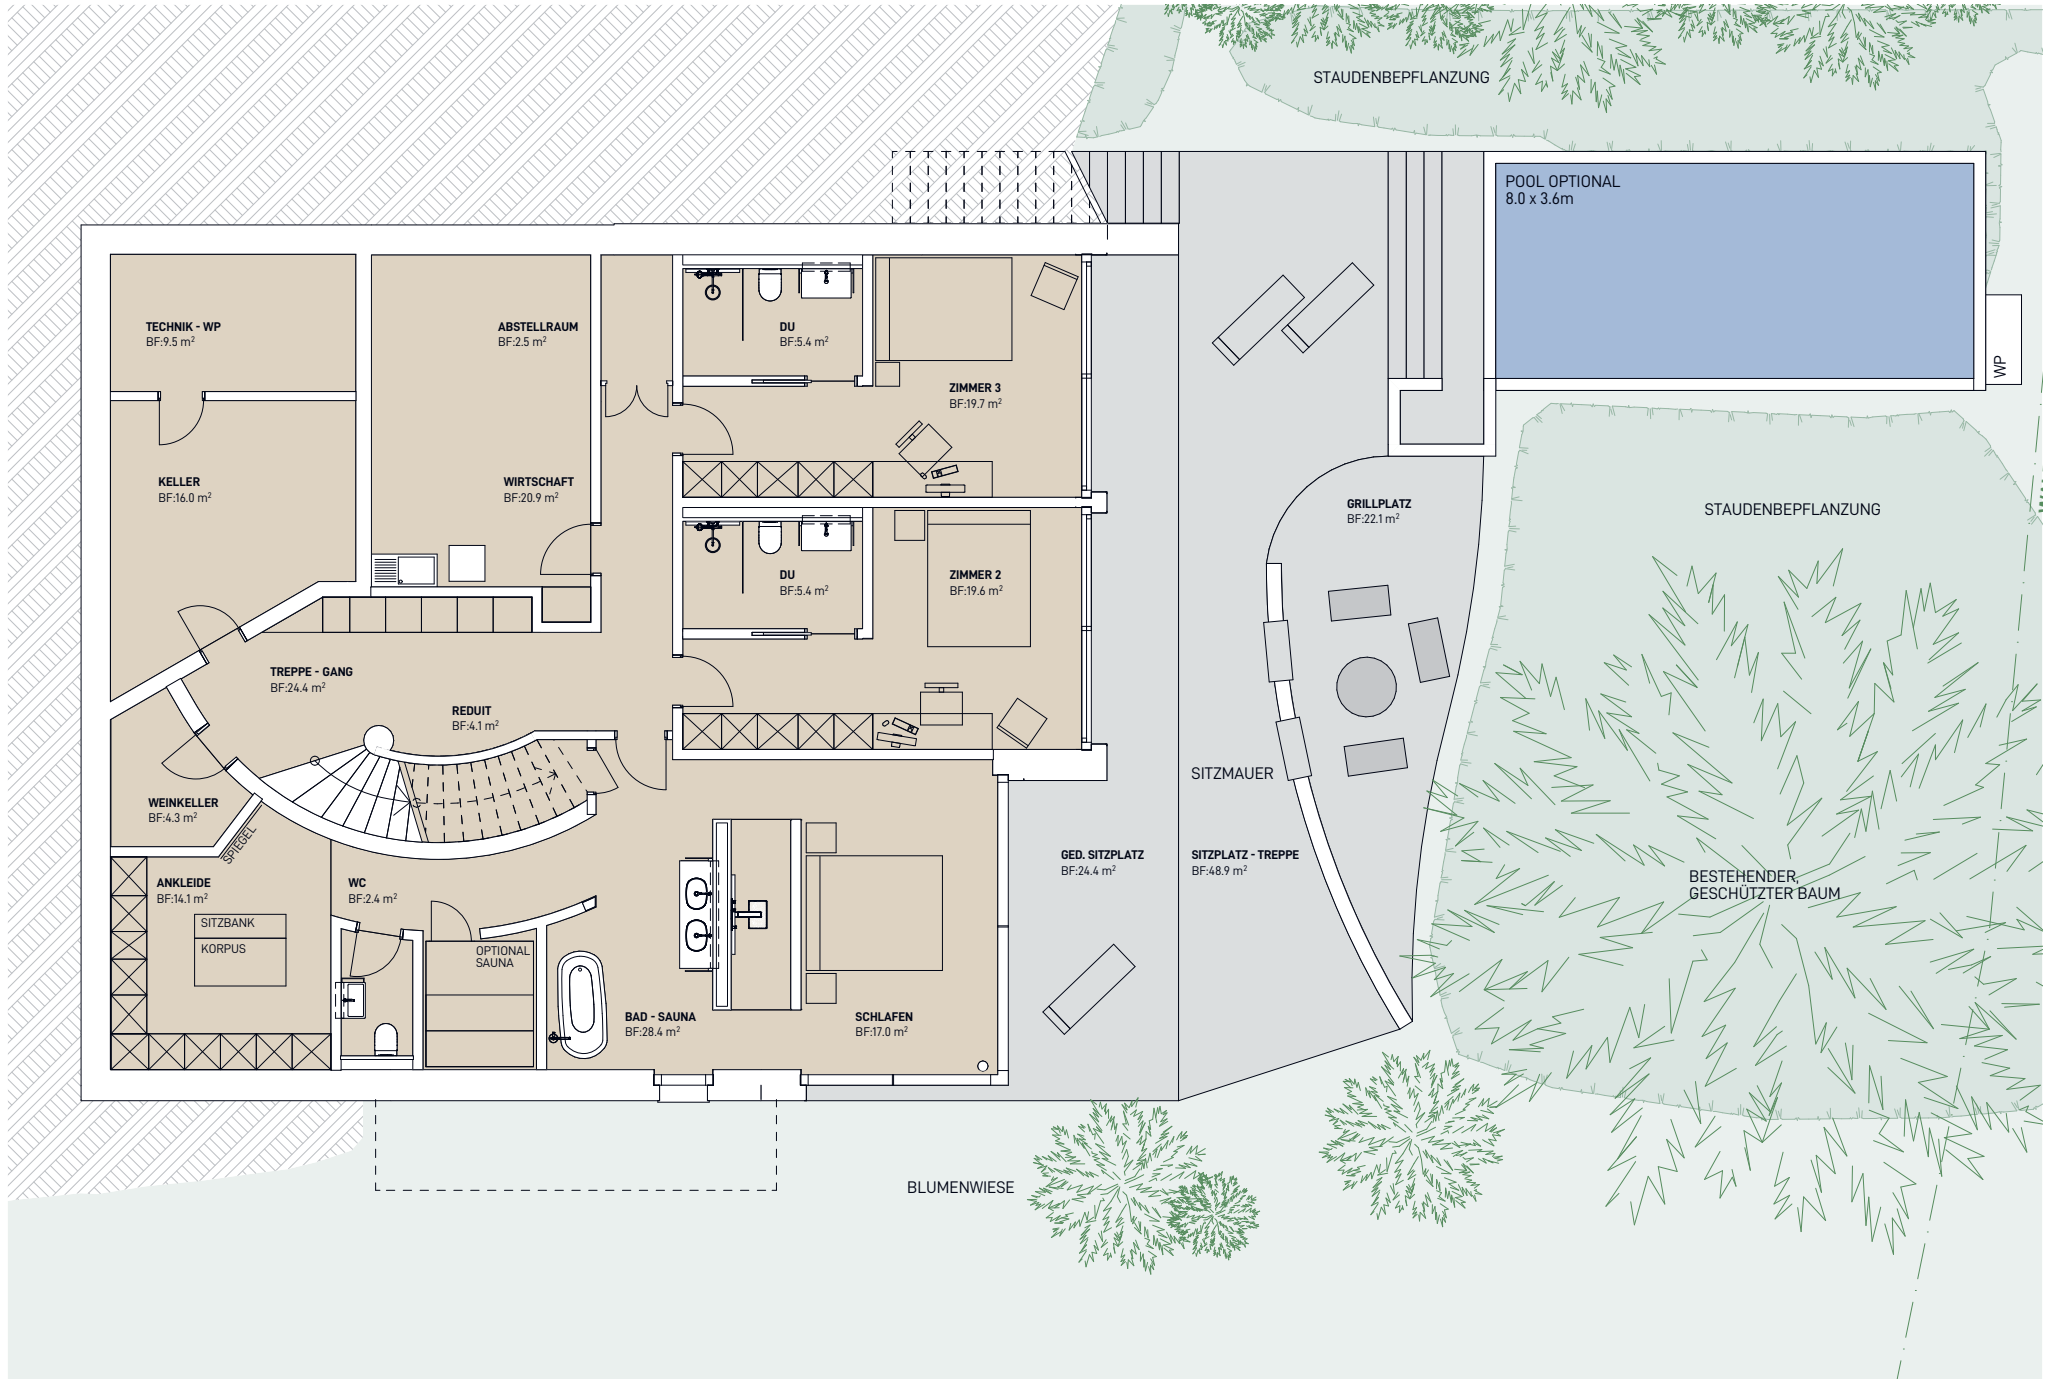 STAUDENBEPFLANZUNG
POOL OPTIONAL
8.0 x 3.6m
WP
TECHNIK - WP
BF:9.5 m²
ABSTELLRAUM
BF:2.5 m²
DU
BF:5.4 m²
ZIMMER 3
BF:19.7 m²
KELLER
BF:16.0 m²
WIRTSCHAFT
BF:20.9 m²
GRILLPLATZ
BF:22.1 m²
STAUDENBEPFLANZUNG
DU
BF:5.4 m²
ZIMMER 2
BF:19.6 m²
TREPPE - GANG
BF:24.4 m²
REDUIT
BF:4.1 m²
SITZMAUER
WEINKELLER
BF:4.3 m²
SPIEGEL
GED. SITZPLATZ
BF:24.4 m²
SITZPLATZ - TREPPE
BF:48.9 m²
BESTEHENDER,
GESCHÜTZTER BAUM
ANKLEIDE
BF:14.1 m²
SITZBANK
KORPUS
WC
BF:2.4 m²
OPTIONAL
SAUNA
BAD - SAUNA
BF:28.4 m²
SCHLAFEN
BF:17.0 m²
BLUMENWIESE